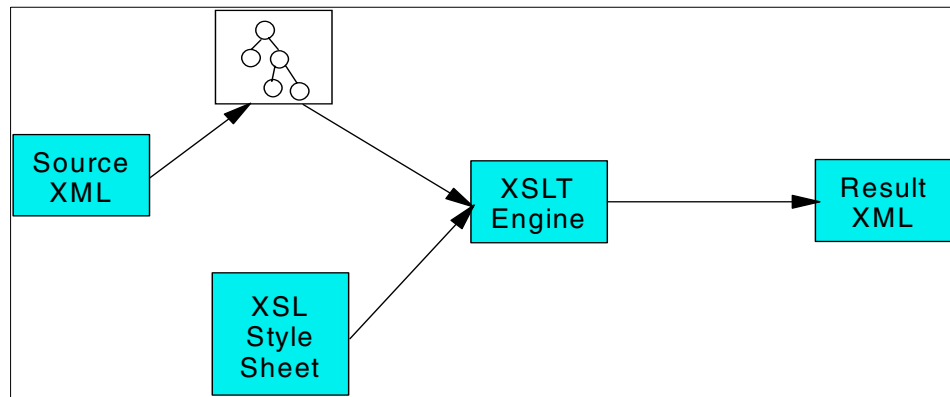 Source
XML
XSL
Style
Sheet
XSLT
Engine
Result
XML